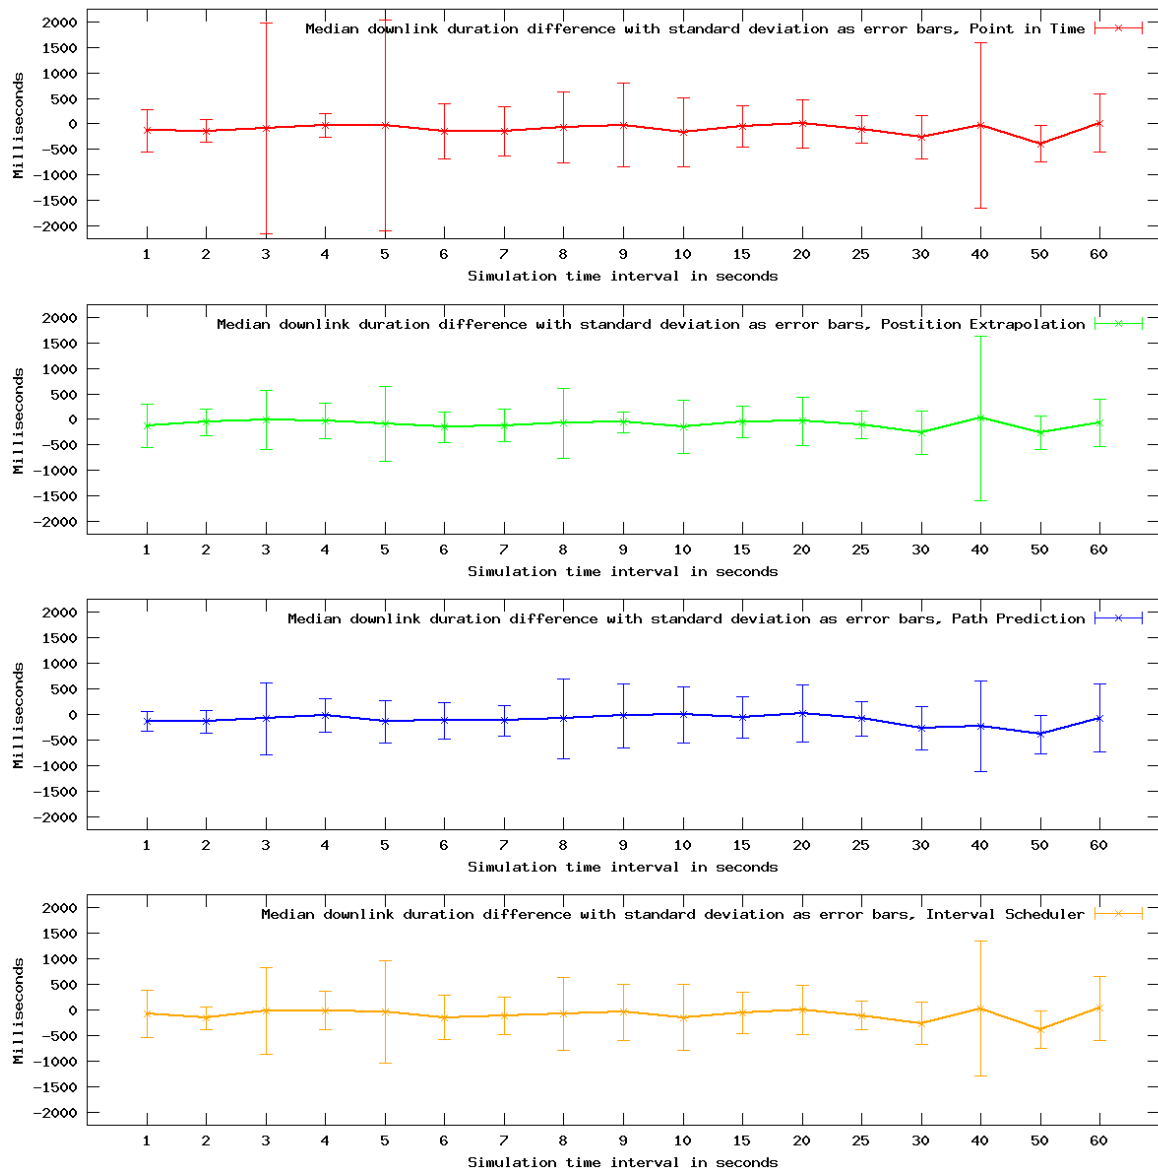 Median downlink duration difference with standard deviation as error bars, Point in Time
2000
1500
1000
500
0
-500
-1000
-1500
-2000
Milliseconds
1 2 3 4 5 6 7 8 9 10 15 20 25 30 40 50 60
Simulation time interval in seconds
Median downlink duration difference with standard deviation as error bars, Postition Extrapolation
2000
1500
1000
500
0
-500
-1000
-1500
-2000
Milliseconds
1 2 3 4 5 6 7 8 9 10 15 20 25 30 40 50 60
Simulation time interval in seconds
Median downlink duration difference with standard deviation as error bars, Path Prediction
2000
1500
1000
500
0
-500
-1000
-1500
-2000
Milliseconds
1 2 3 4 5 6 7 8 9 10 15 20 25 30 40 50 60
Simulation time interval in seconds
Median downlink duration difference with standard deviation as error bars, Interval Scheduler
2000
1500
1000
500
0
-500
-1000
-1500
-2000
Milliseconds
1 2 3 4 5 6 7 8 9 10 15 20 25 30 40 50 60
Simulation time interval in seconds